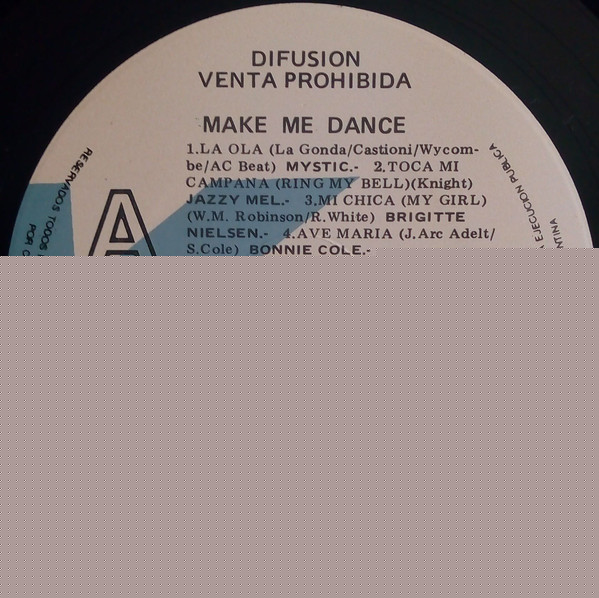 DIFUSION
VENTA PROHIBIDA
MAKE ME DANCE
1.LA OLA (La Gonda/Castioni/Wycom-
be/AC Beat) MYSTIC.- 2.TOCA MI
CAMPANA (RING MY BELL)(Knight)
JAZZY MEL.- 3.MI CHICA (MY GIRL)
(W.M. Robinson/R.White) BRIGITTE
NIELSEN.- 4.AVE MARIA (J.Arc Adelt/
S.Cole) BONNIE COLE.-
A
RESERVADOS TODOS
POR
Y EJECUCION PUBLICA